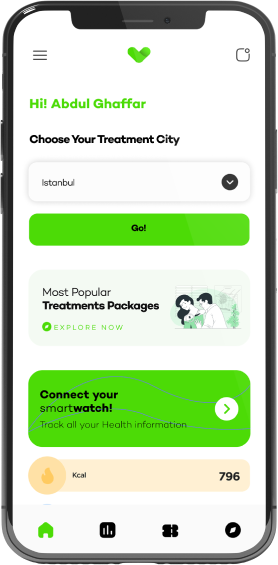 Hi! Abdul Ghaffar
Choose Your Treatment City
Istanbul
Go!
Most Popular
Treatments Packages
EXPLORE NOW
Connect your
smartwatch!
Track all your Health information
Kcal
796